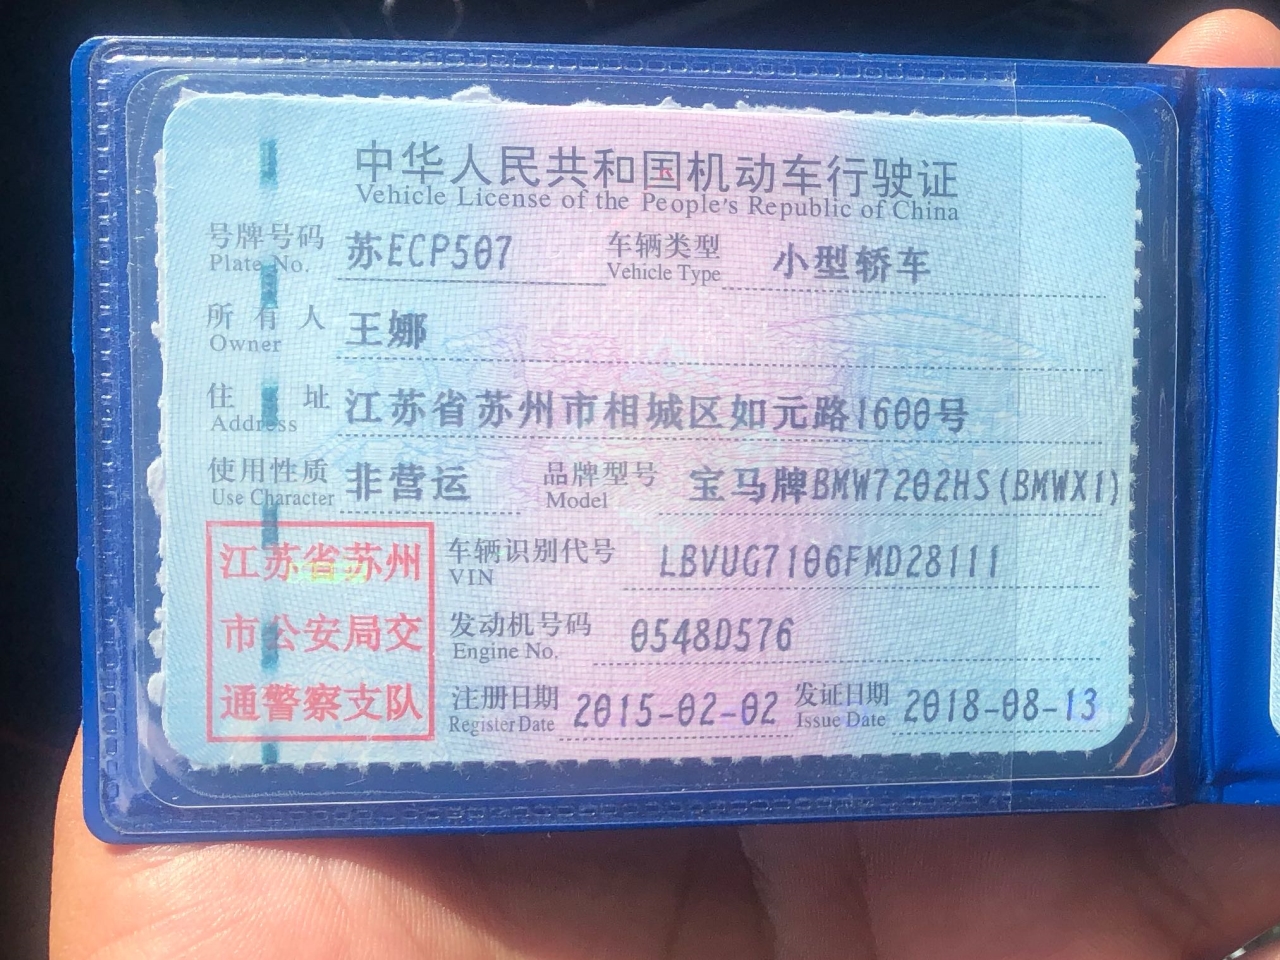 中华人民共和国机动车行驶证
Vehicle License of the People's Republic of China
号牌号码 苏ECP507 车辆类型 小型轿车
Plate No. Vehicle Type
所有人 王娜
Owner
住址 江苏省苏州市相城区如元路1600号
Address
使用性质 非营运 品牌型号 宝马牌BMW7202HS(BMWX1)
Use Character Model
江苏省苏州
市公安局交
通警察支队
车辆识别代号 LBVUG7106FMD28111
VIN
发动机号码 0548D576
Engine No.
注册日期 2015-02-02 发证日期 2018-08-13
Register Date Issue Date